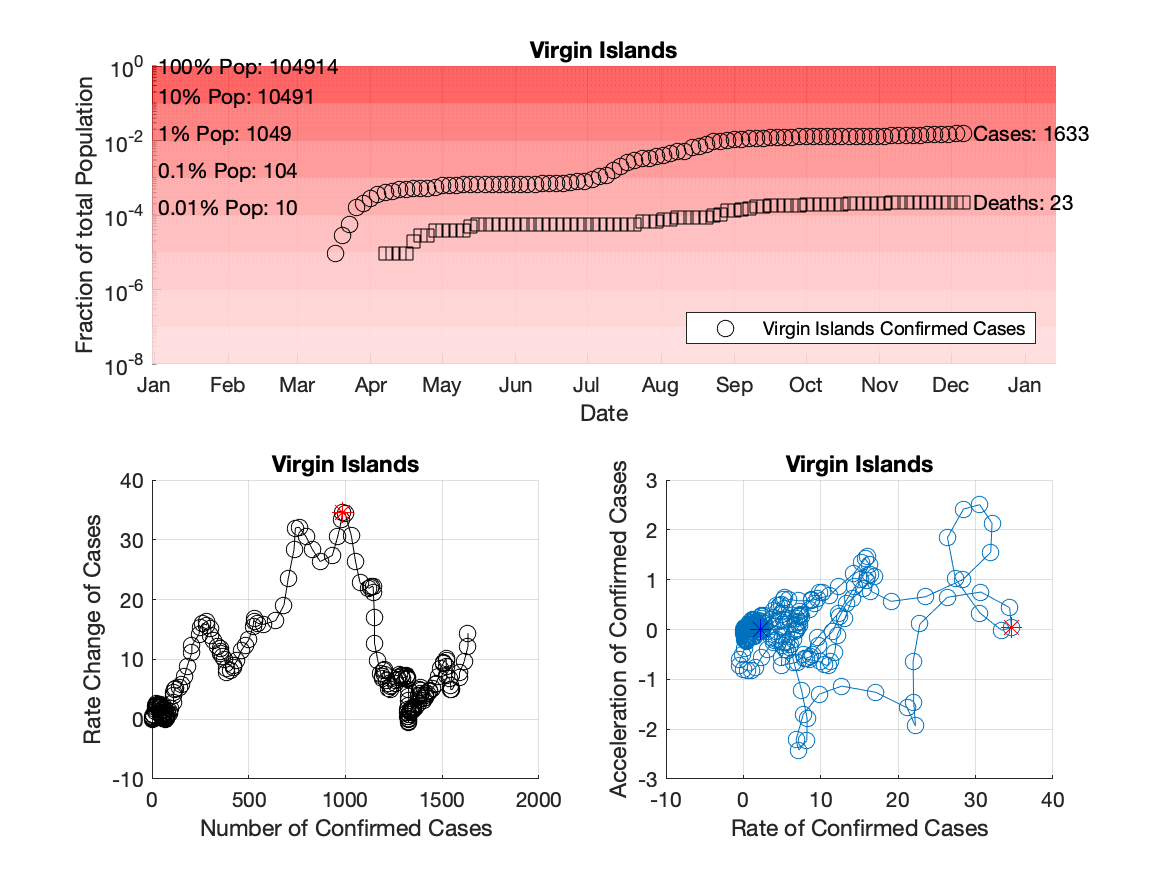 Virgin Islands
Fraction of total Population
10^0
10^-2
10^-4
10^-6
10^-8
100% Pop: 104914
10% Pop: 10491
1% Pop: 1049
0.1% Pop: 104
0.01% Pop: 10
Cases: 1633
Deaths: 23
Virgin Islands Confirmed Cases
Jan Feb Mar Apr May Jun Jul Aug Sep Oct Nov Dec Jan
Date
Virgin Islands
Rate Change of Cases
40
30
20
10
0
-10
0 500 1000 1500 2000
Number of Confirmed Cases
Virgin Islands
Acceleration of Confirmed Cases
3
2
1
0
-1
-2
-3
-10 0 10 20 30 40
Rate of Confirmed Cases